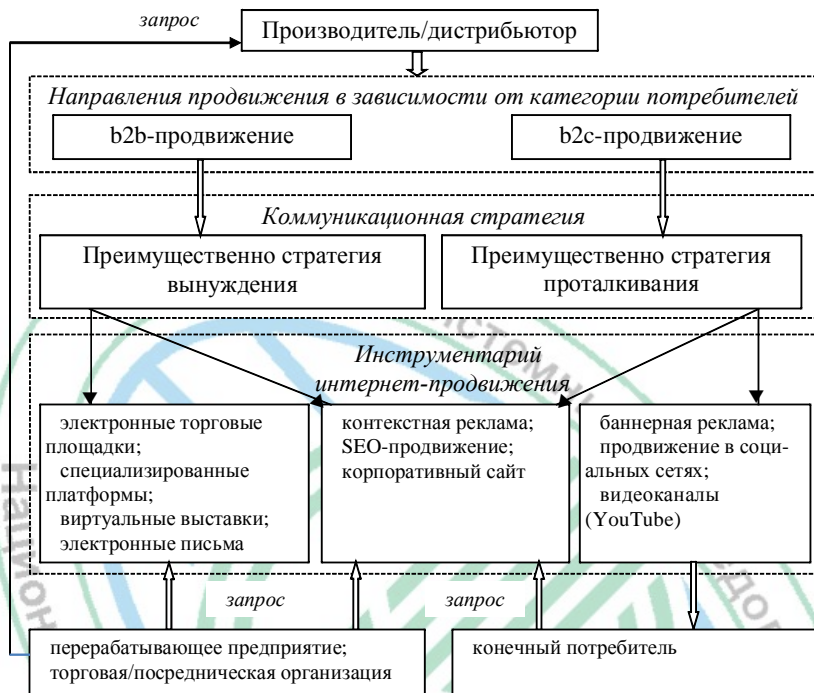 запрос
Производитель/дистрибьютор
Направления продвижения в зависимости от категории потребителей
b2b-продвижение
b2c-продвижение
Коммуникационная стратегия
Преимущественно стратегия
вынуждения
Преимущественно стратегия
проталкивания
Инструментарий
интернет-продвижения
электронные торговые
площадки;
специализированные
платформы;
виртуальные выставки;
электронные письма
контекстная реклама;
SEO-продвижение;
корпоративный сайт
баннерная реклама;
продвижение в соци-
альных сетях;
видеоканалы
(YouTube)
запрос
запрос
перерабатывающее предприятие;
торговая/посредническая организация
конечный потребитель